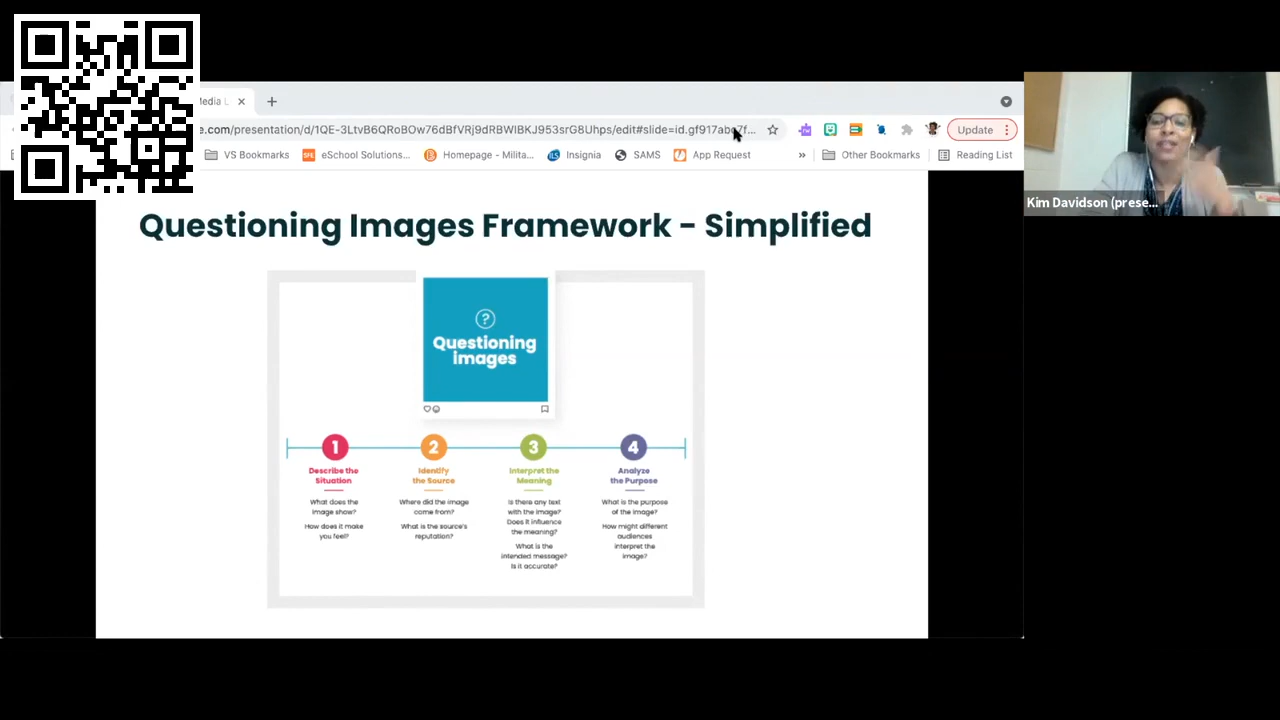 Media L
e.com/presentation/d/1QE-3LtvB6QRoBOw76dBfVRj9dRBWIBKJ953srG8Uhps/edit#slide=id.gf917abc7f...
Update
VS Bookmarks
SFL
eSchool Solutions...
Homepage - Milita...
Insignia
SAMS
App Request
»
Other Bookmarks
Reading List
Kim Davidson (prese...
Questioning Images Framework - Simplified
?
Questioning
images
1
2
3
4
Describe the
Situation
What does the
image show?
How does it make
you feel?
Identify
the Source
Where did the image
come from?
What is the source's
reputation?
Interpret the
Meaning
Is there any text
with the image?
Does it influence
the meaning?
What is the
intended message?
Is it accurate?
Analyze
the Purpose
What is the purpose
of the image?
How might different
audiences
interpret the
image?